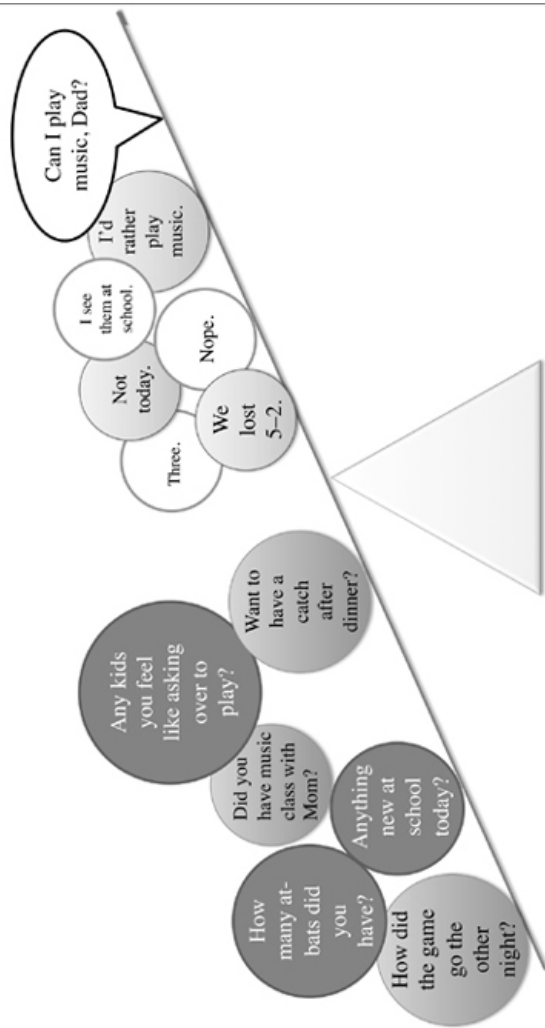 Can I play
music, Dad?
I'd
rather
play
music.
I see
them at
school.
Nope.
Not
today.
We
lost
5–2.
Three.
Want to
have a
catch
after
dinner?
Any kids
you feel
like asking
over to
play?
Did you
have music
class with
Mom?
Anything
new at
school
today?
How
many at-
bats did
you
have?
How did
the game
go the
other
night?